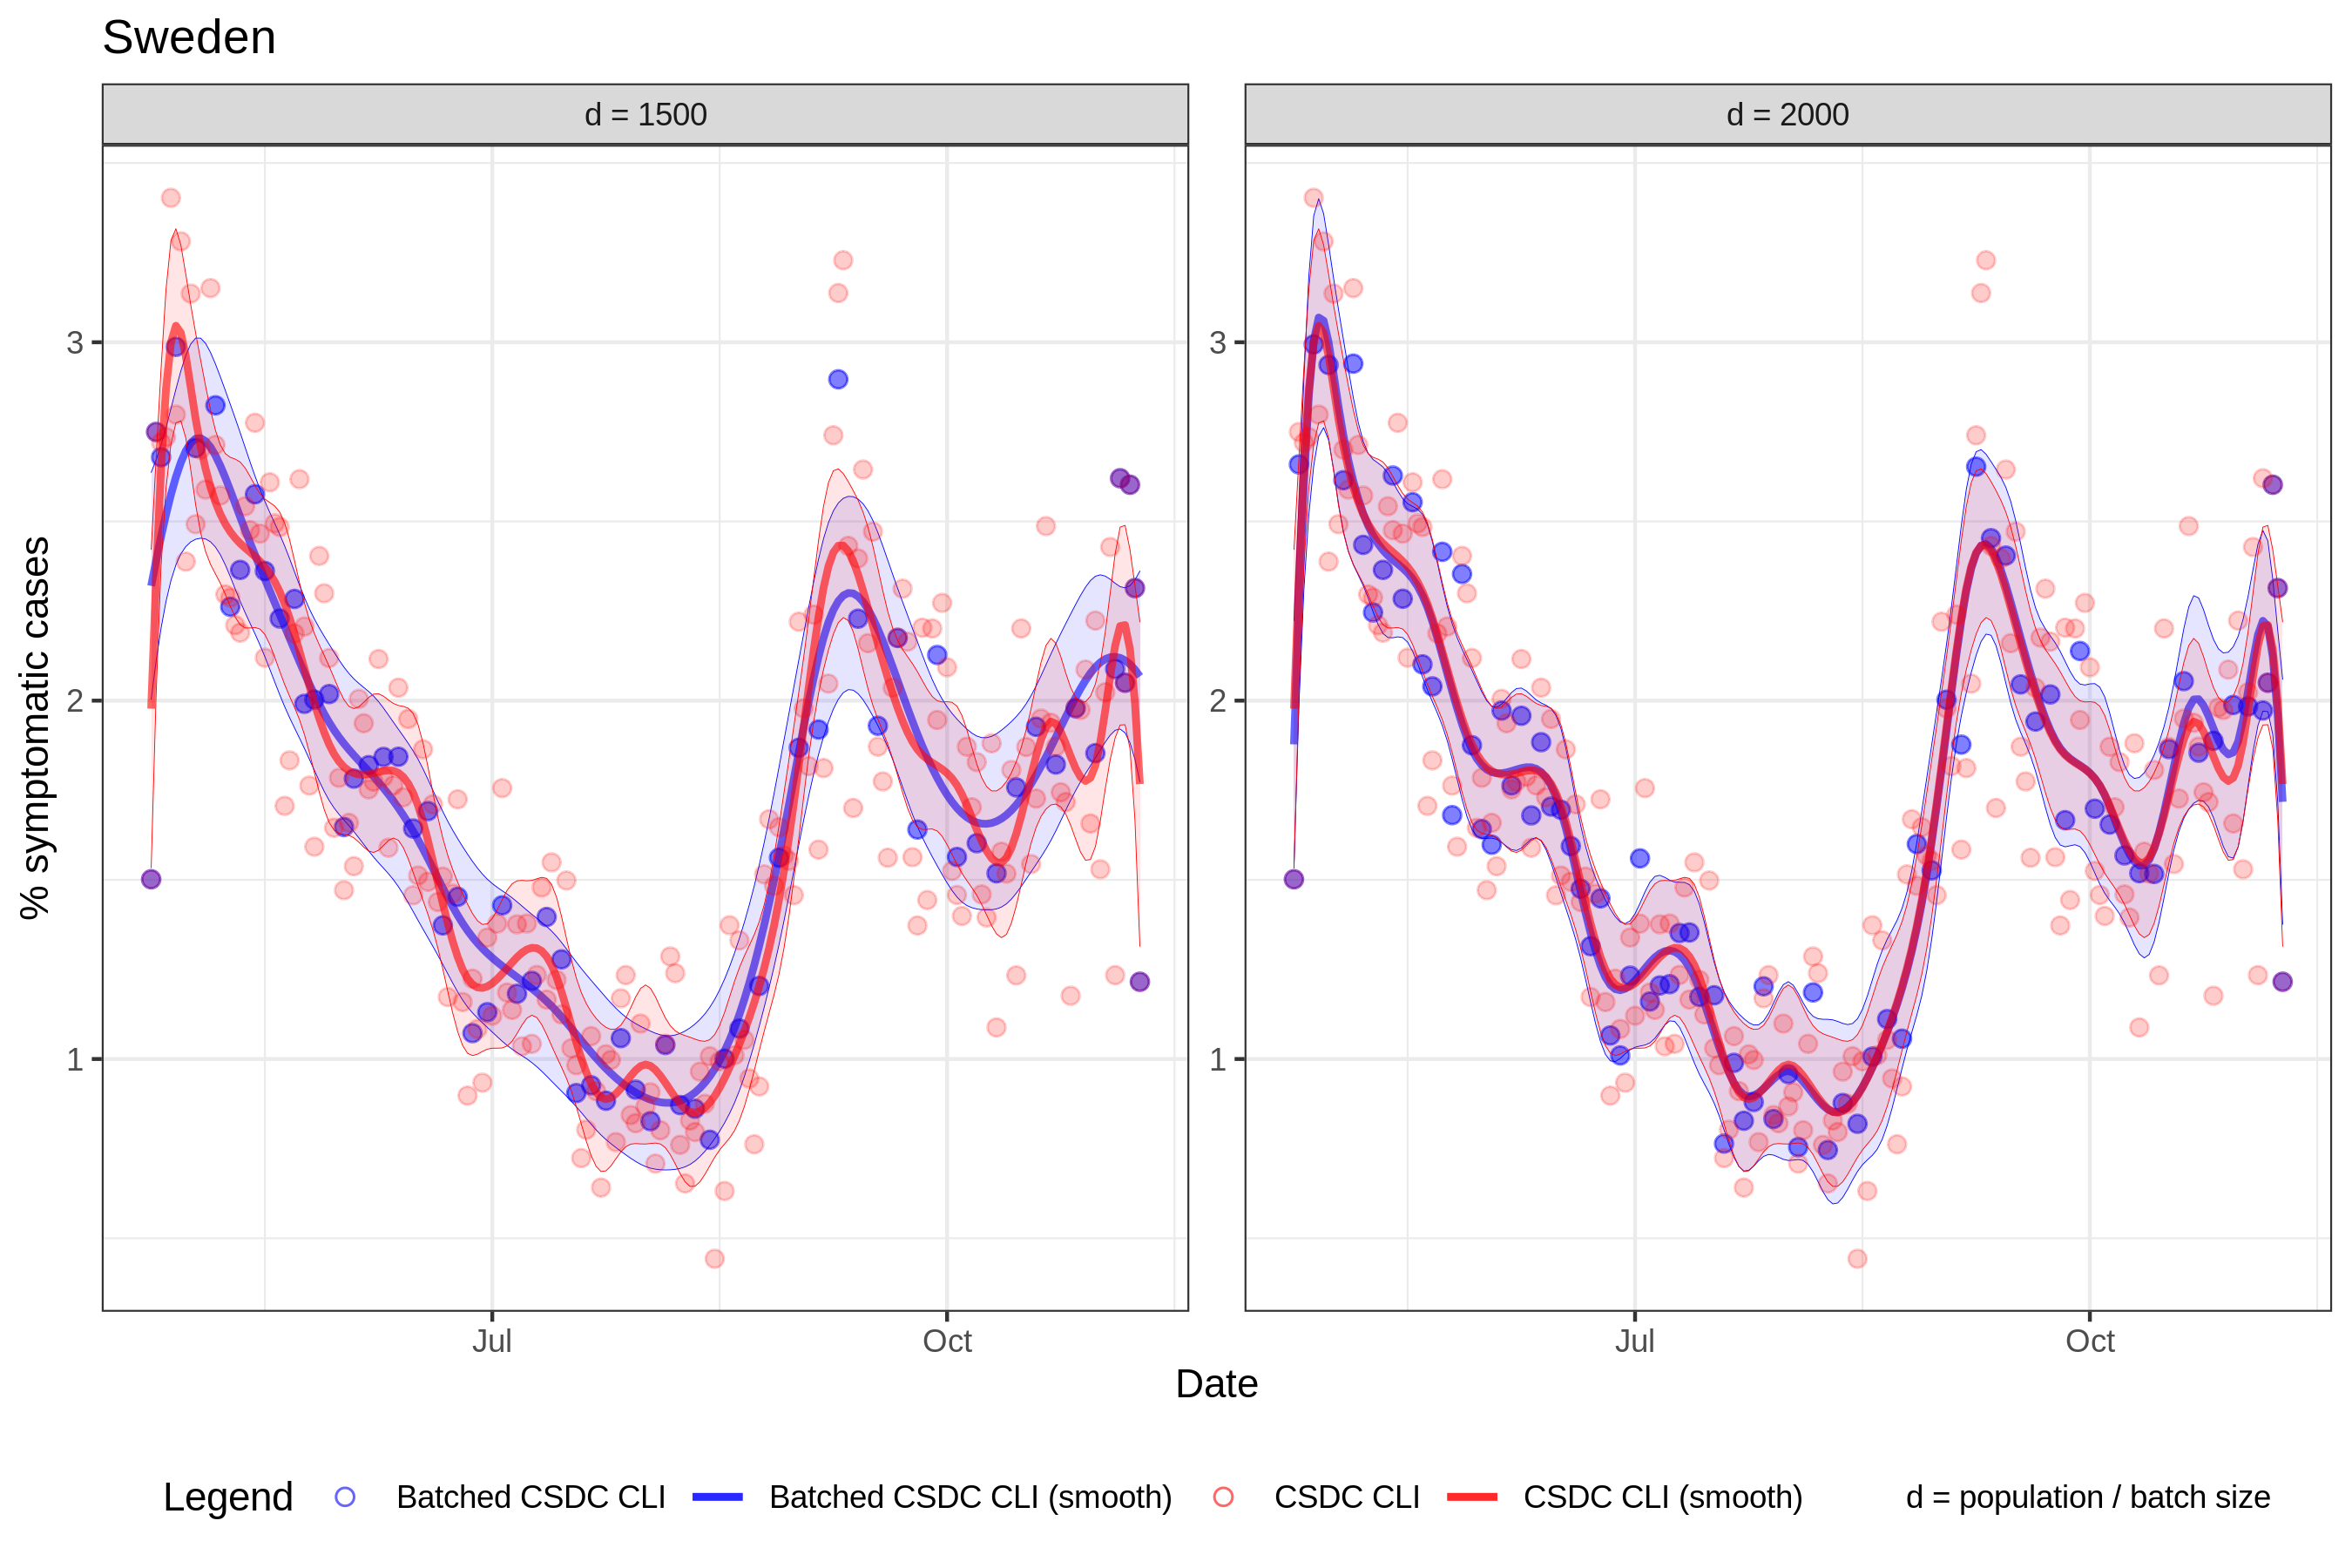 Sweden
d = 1500
d = 2000
% symptomatic cases
3
2
1
3
2
1
Jul
Oct
Jul
Oct
Date
Legend
Batched CSDC CLI
Batched CSDC CLI (smooth)
CSDC CLI
CSDC CLI (smooth)
d = population / batch size